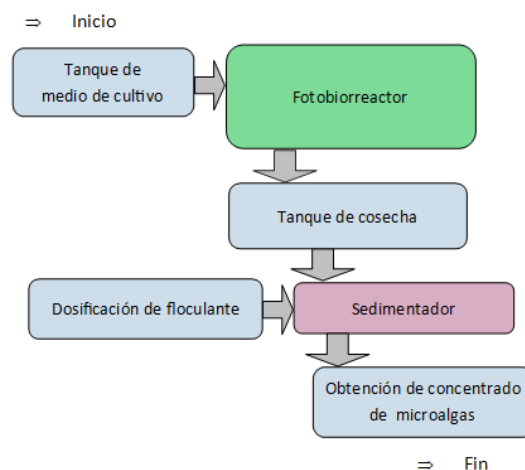 ⇒ Inicio
Tanque de
medio de cultivo
Fotobiorreactor
Tanque de cosecha
Dosificación de floculante
Sedimentador
Obtención de concentrado
de microalgas
⇒ Fin